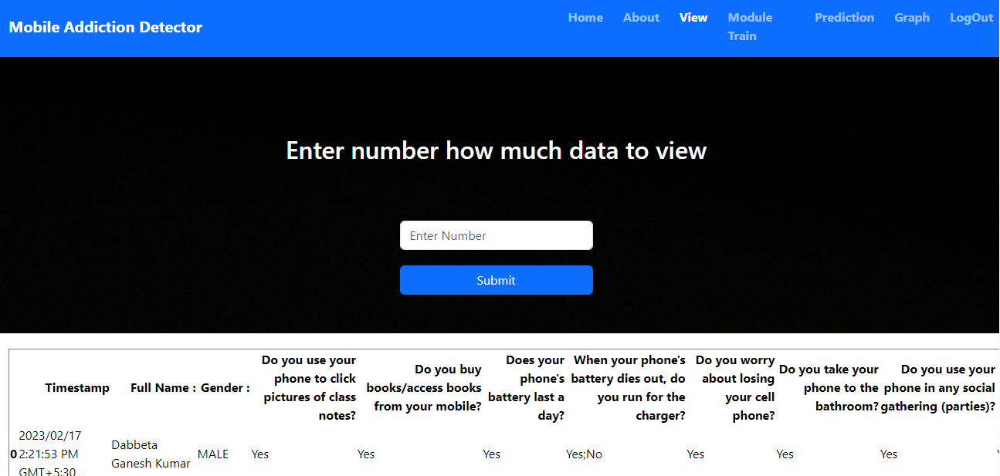 Mobile Addiction Detector
Home
About
View
Module
Train
Prediction
Graph
LogOut
Enter number how much data to view
Enter Number
Submit
Timestamp
Full Name :
Gender :
Do you use your
phone to click
pictures of class
notes?
Do you buy
books/access books
from your mobile?
Does your
phone's
battery last a
day?
When your phone's
battery dies out, do
you run for the
charger?
Do you worry
about losing
your cell
phone?
Do you take your
phone to the
bathroom?
Do you use your
phone in any social
gathering (parties)?
0
2023/02/17
2:21:53 PM
GMT+5:30
Dabbeta
Ganesh Kumar
MALE
Yes
Yes
Yes
Yes;No
Yes
Yes
Yes